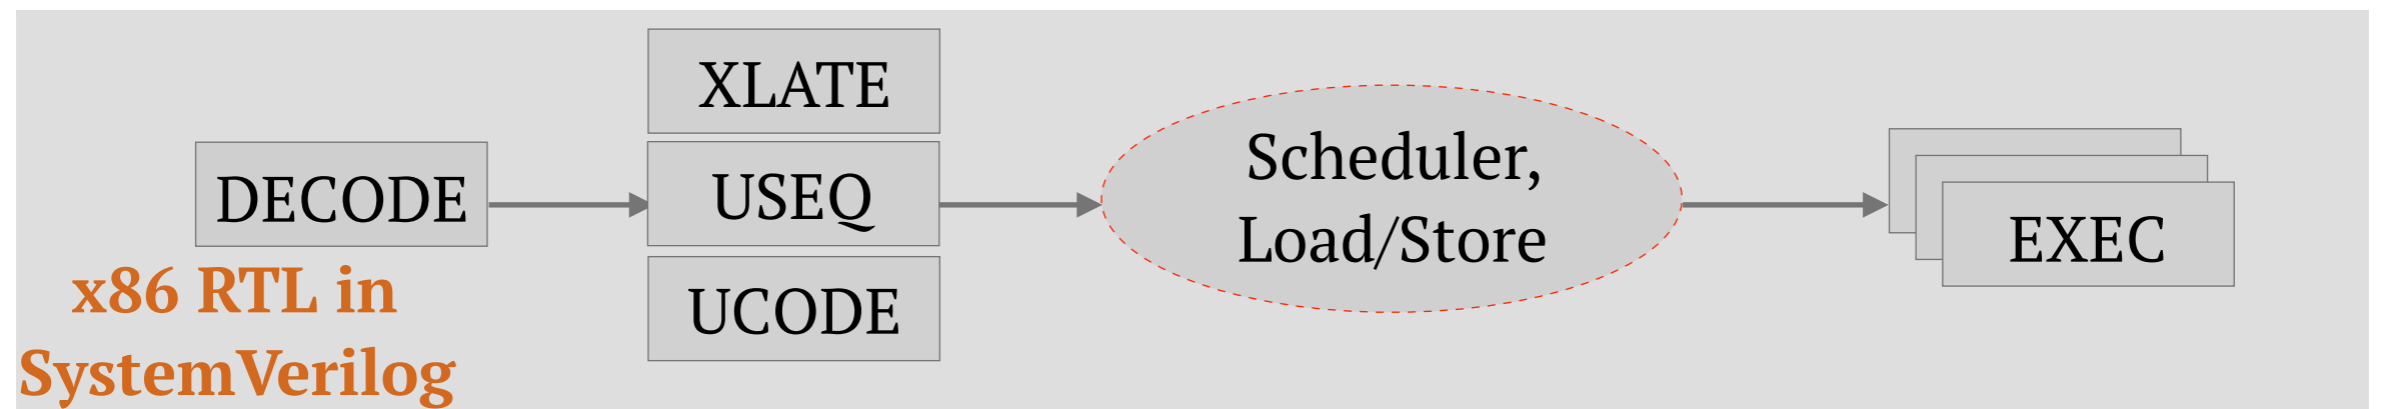 DECODE
x86 RTL in
SystemVerilog
XLATE
USEQ
UCODE
Scheduler,
Load/Store
EXEC